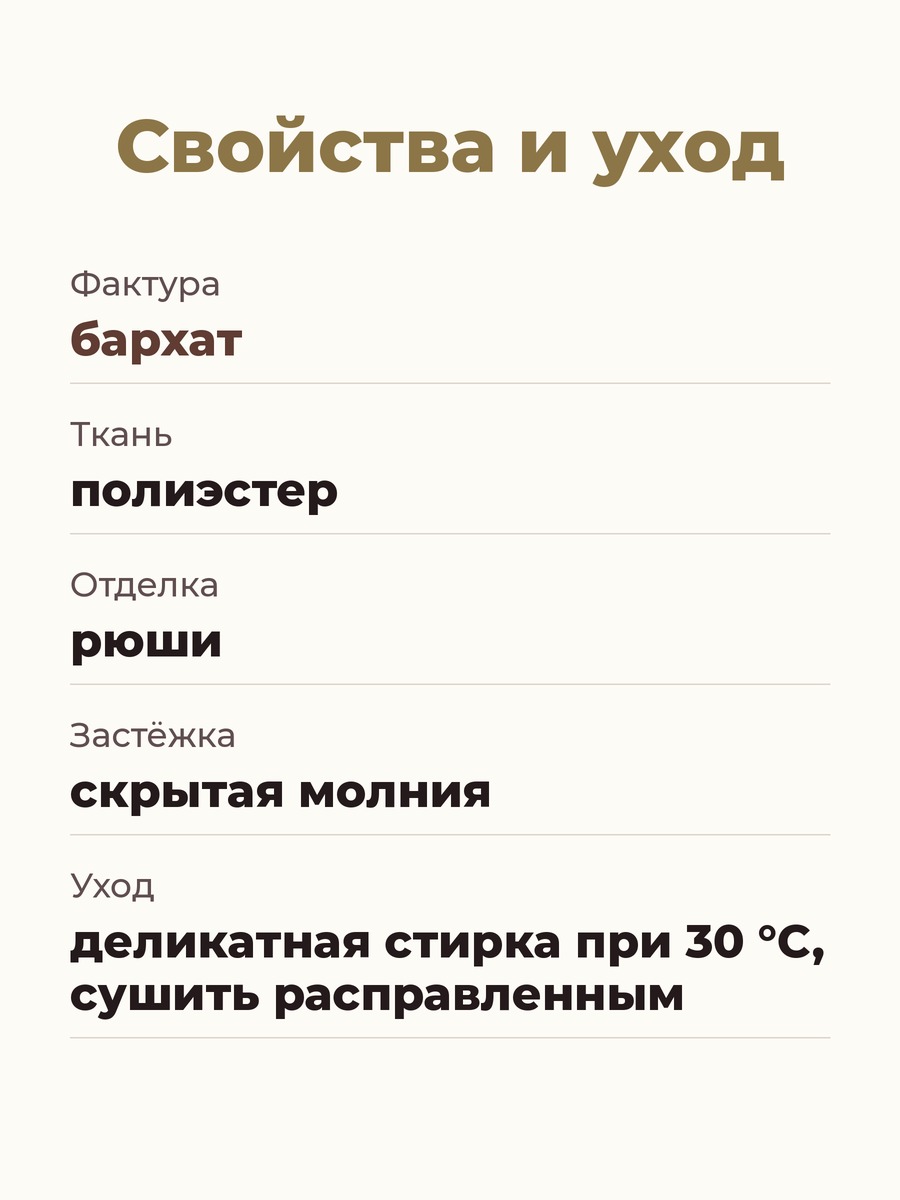 Свойства и уход
Фактура
бархат
Ткань
полиэстер
Отделка
рюши
Застёжка
скрытая молния
Уход
деликатная стирка при 30 °C,
сушить расправленным